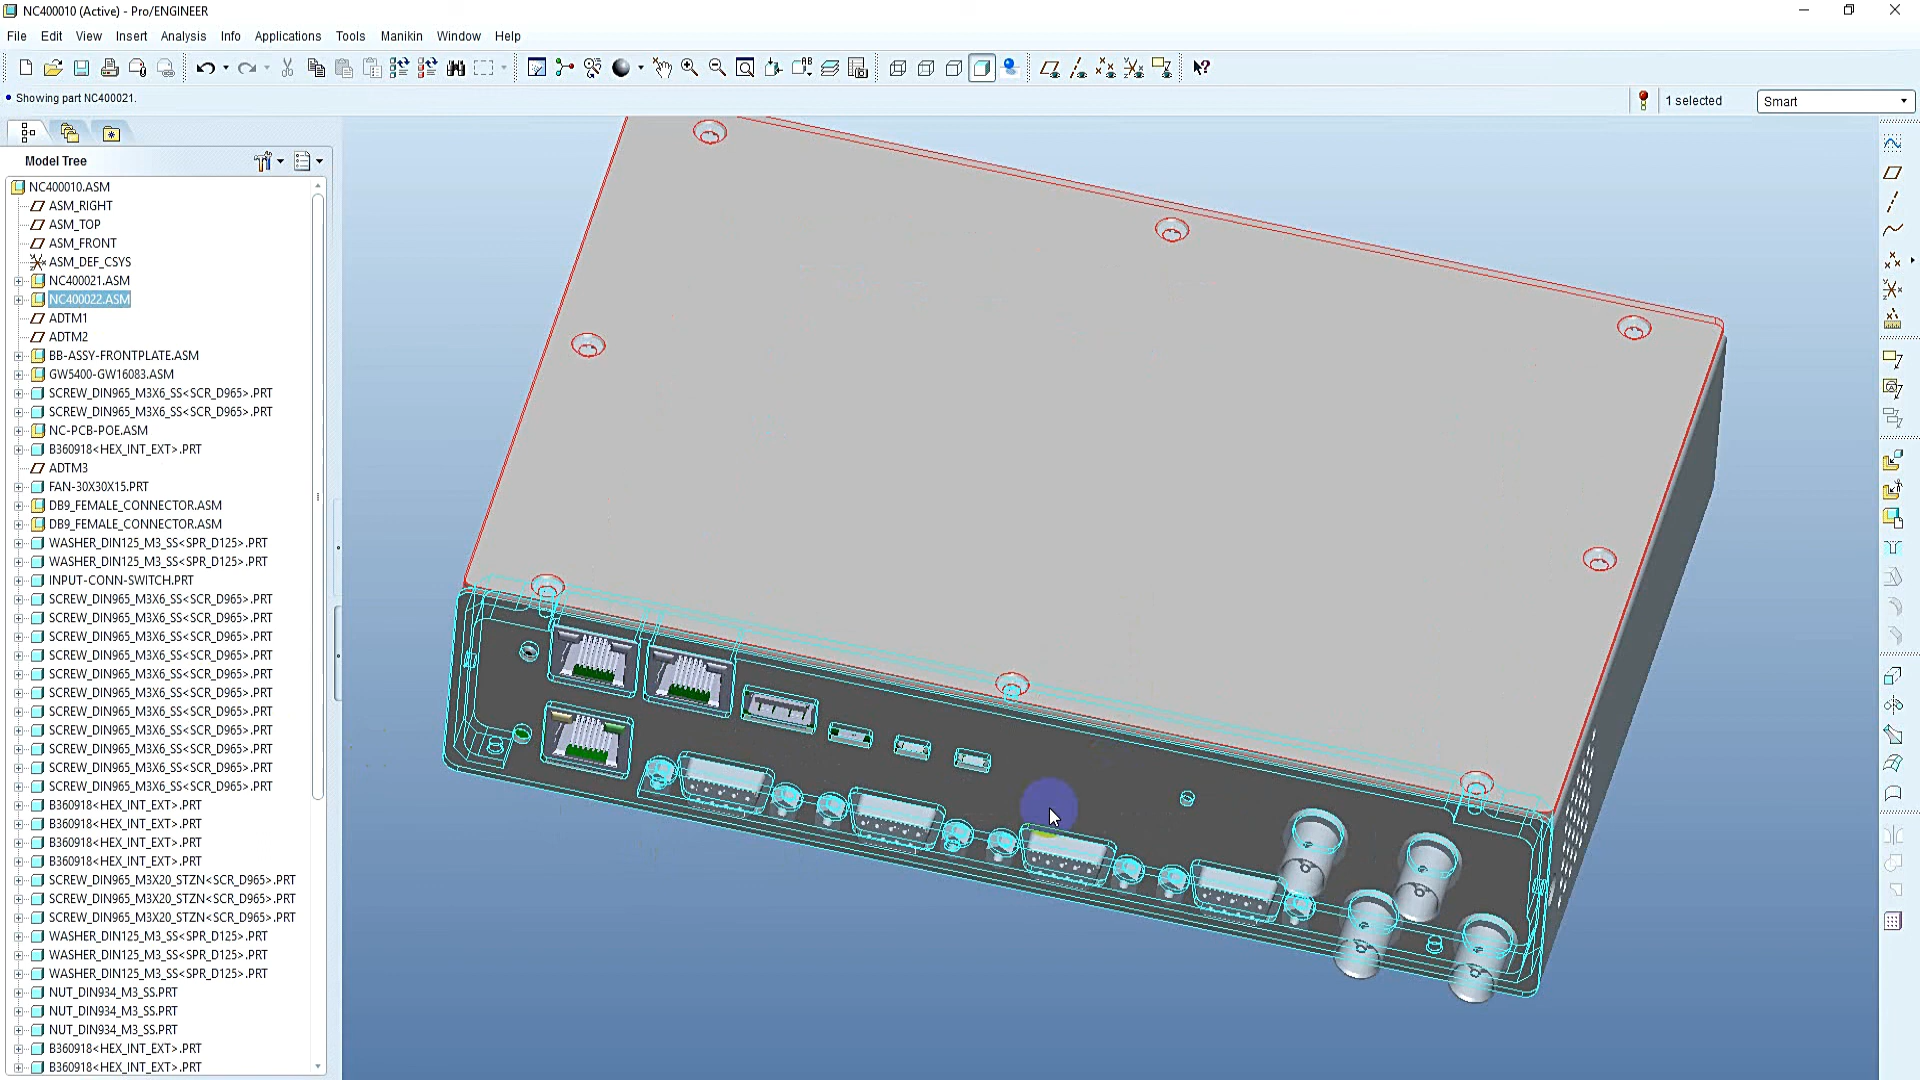 NC400010 (Active) - Pro/ENGINEER
File Edit View Insert Analysis Info Applications Tools Manikin Window Help
Showing part NC400021.
1 selected
Smart
Model Tree
NC400010.ASM
ASM_RIGHT
ASM_TOP
ASM_FRONT
ASM_DEF_CSYS
NC400021.ASM
NC400022.ASM
ADTM1
ADTM2
BB-ASSY-FRONTPLATE.ASM
GW5400-GW16083.ASM
SCREW_DIN965_M3X6_SS<SCR_D965>.PRT
SCREW_DIN965_M3X6_SS<SCR_D965>.PRT
NC-PCB-POE.ASM
B360918<HEX_INT_EXT>.PRT
ADTM3
FAN-30X30X15.PRT
DB9_FEMALE_CONNECTOR.ASM
DB9_FEMALE_CONNECTOR.ASM
WASHER_DIN125_M3_SS<SPR_D125>.PRT
WASHER_DIN125_M3_SS<SPR_D125>.PRT
INPUT-CONN-SWITCH.PRT
SCREW_DIN965_M3X6_SS<SCR_D965>.PRT
SCREW_DIN965_M3X6_SS<SCR_D965>.PRT
SCREW_DIN965_M3X6_SS<SCR_D965>.PRT
SCREW_DIN965_M3X6_SS<SCR_D965>.PRT
SCREW_DIN965_M3X6_SS<SCR_D965>.PRT
SCREW_DIN965_M3X6_SS<SCR_D965>.PRT
SCREW_DIN965_M3X6_SS<SCR_D965>.PRT
SCREW_DIN965_M3X6_SS<SCR_D965>.PRT
SCREW_DIN965_M3X6_SS<SCR_D965>.PRT
SCREW_DIN965_M3X6_SS<SCR_D965>.PRT
SCREW_DIN965_M3X6_SS<SCR_D965>.PRT
B360918<HEX_INT_EXT>.PRT
B360918<HEX_INT_EXT>.PRT
B360918<HEX_INT_EXT>.PRT
B360918<HEX_INT_EXT>.PRT
SCREW_DIN965_M3X20_STZN<SCR_D965>.PRT
SCREW_DIN965_M3X20_STZN<SCR_D965>.PRT
SCREW_DIN965_M3X20_STZN<SCR_D965>.PRT
WASHER_DIN125_M3_SS<SPR_D125>.PRT
WASHER_DIN125_M3_SS<SPR_D125>.PRT
WASHER_DIN125_M3_SS<SPR_D125>.PRT
NUT_DIN934_M3_SS.PRT
NUT_DIN934_M3_SS.PRT
NUT_DIN934_M3_SS.PRT
B360918<HEX_INT_EXT>.PRT
B360918<HEX_INT_EXT>.PRT